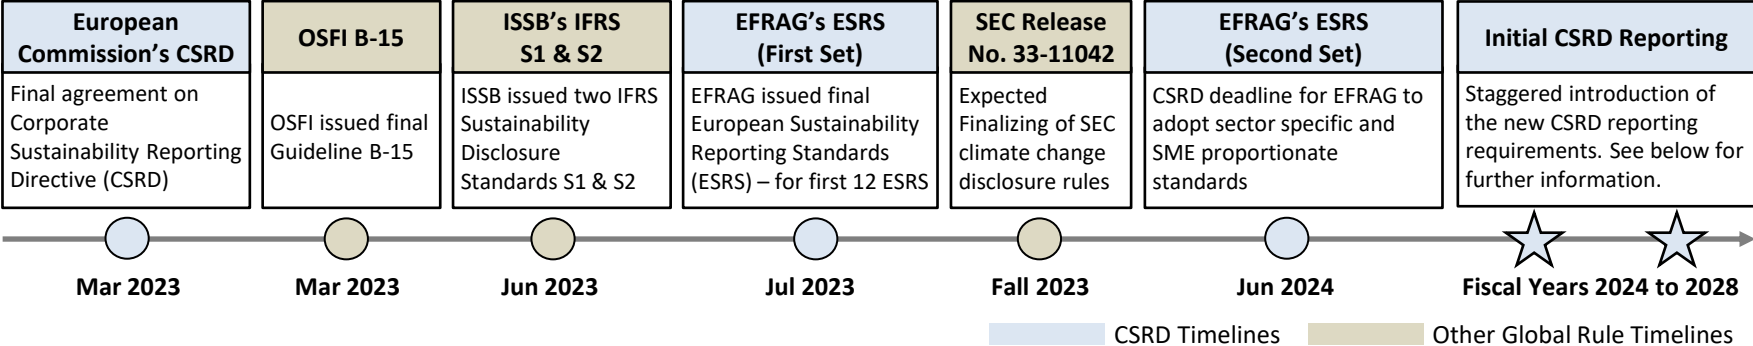 European
Commission's CSRD
Final agreement on
Corporate
Sustainability Reporting
Directive (CSRD)
Mar 2023
OSFI B-15
OSFI issued final
Guideline B-15
Mar 2023
ISSB's IFRS
S1 & S2
ISSB issued two IFRS
Sustainability
Disclosure
Standards S1 & S2
Jun 2023
EFRAG's ESRS
(First Set)
EFRAG issued final
European Sustainability
Reporting Standards
(ESRS) – for first 12 ESRS
Jul 2023
SEC Release
No. 33-11042
Expected
Finalizing of SEC
climate change
disclosure rules
Fall 2023
EFRAG's ESRS
(Second Set)
CSRD deadline for EFRAG to
adopt sector specific and
SME proportionate
standards
Jun 2024
Initial CSRD Reporting
Staggered introduction of
the new CSRD reporting
requirements. See below for
further information.
Fiscal Years 2024 to 2028
CSRD Timelines
Other Global Rule Timelines